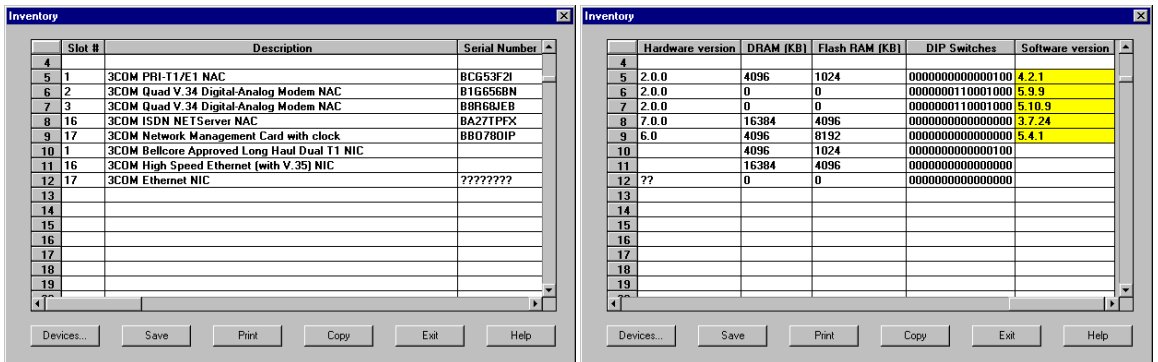 Inventory
Slot # Description Serial Number
4
5 1 3COM PRI-T1/E1 NAC BCG53F2I
6 2 3COM Quad V.34 Digital-Analog Modem NAC B1G656BN
7 3 3COM Quad V.34 Digital-Analog Modem NAC B8R68JEB
8 16 3COM ISDN NETServer NAC BA27TPFX
9 17 3COM Network Management Card with clock BBO78OIP
10 1 3COM Bellcore Approved Long Haul Dual T1 NIC
11 16 3COM High Speed Ethernet (with V.35) NIC
12 17 3COM Ethernet NIC ????????
13
14
15
16
17
18
19
Devices... Save Print Copy Exit Help
Inventory
Hardware version DRAM (KB) Flash RAM (KB) DIP Switches Software version
4
5 2.0.0 4096 1024 0000000000000100 4.2.1
6 2.0.0 0 0 0000000110001000 5.9.9
7 2.0.0 0 0 0000000110001000 5.10.9
8 7.0.0 16384 4096 0000000000000000 3.7.24
9 6.0 4096 8192 0000000000000000 5.4.1
10 4096 1024 0000000000000100
11 16384 4096 0000000000000000
12 ?? 0 0 0000000000000000
13
14
15
16
17
18
19
Devices... Save Print Copy Exit Help